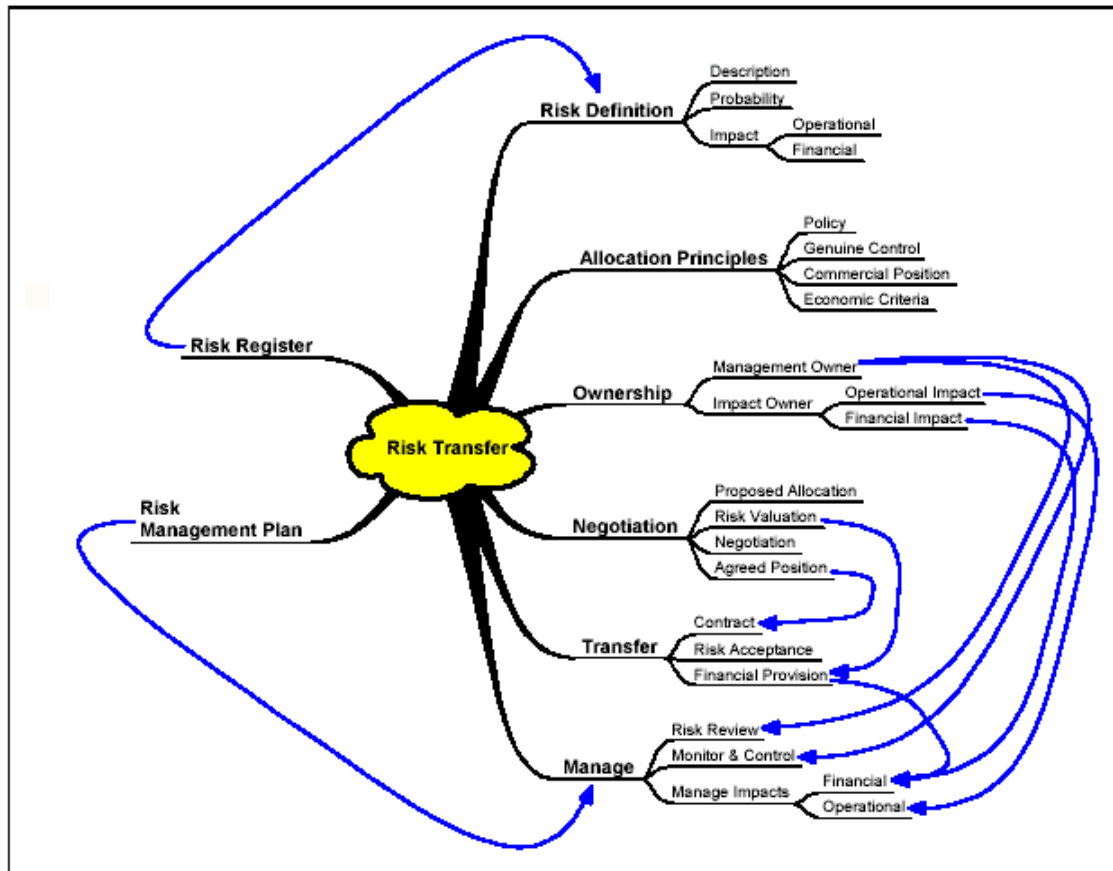 Risk Definition
Description
Probability
Impact
Operational
Financial
Allocation Principles
Policy
Genuine Control
Commercial Position
Economic Criteria
Risk Register
Ownership
Management Owner
Impact Owner
Operational Impact
Financial Impact
Risk Transfer
Risk
Management Plan
Negotiation
Proposed Allocation
Risk Valuation
Negotiation
Agreed Position
Transfer
Contract
Risk Acceptance
Financial Provision
Manage
Risk Review
Monitor & Control
Manage Impacts
Financial
Operational